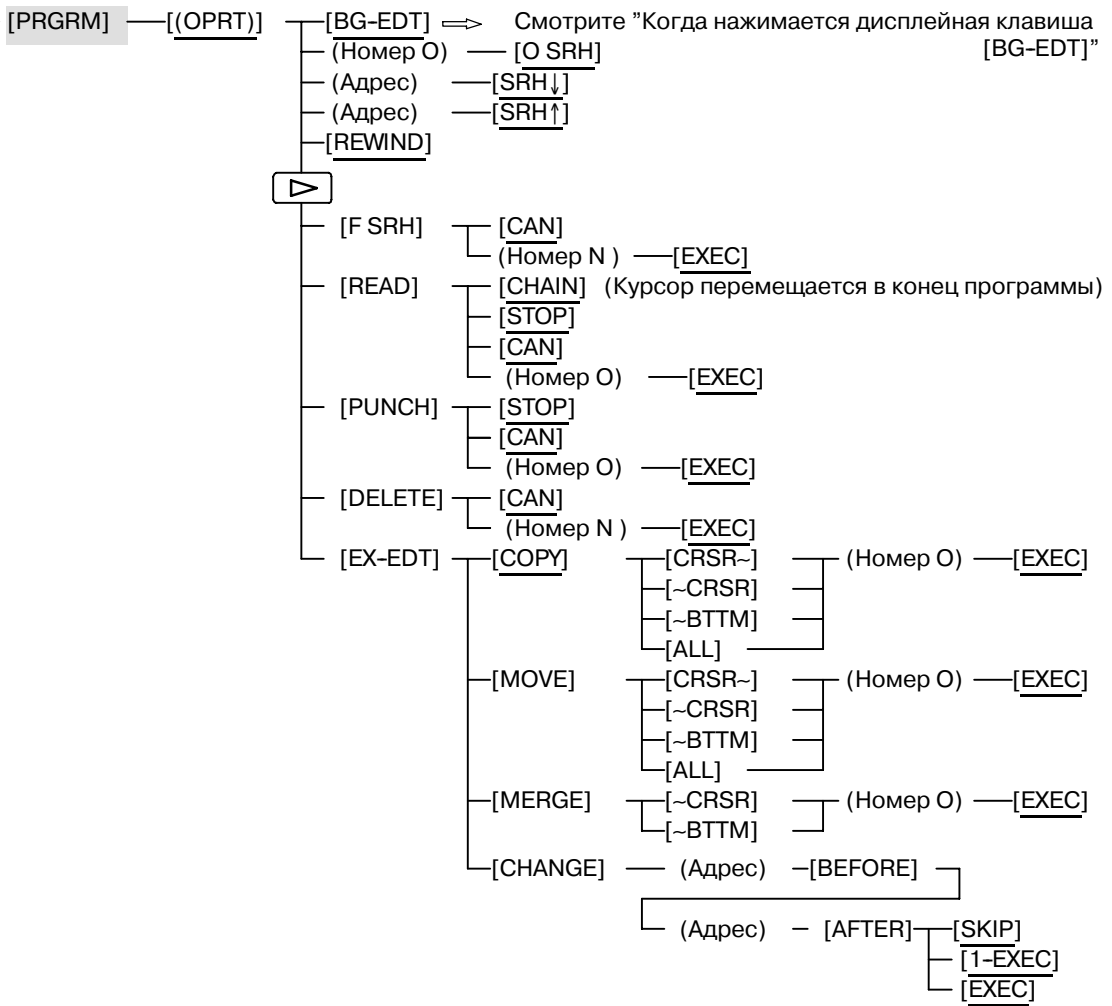 [PRGRM] [(OPRT)] [BG-EDT] ⇒ Смотрите "Когда нажимается дисплейная клавиша
[BG-EDT]"
(Номер O) [O SRH]
(Адрес) [SRH↓]
(Адрес) [SRH↑]
[REWIND]
[F SRH] [CAN]
(Номер N ) [EXEC]
[READ] [CHAIN] (Курсор перемещается в конец программы)
[STOP]
[CAN]
(Номер O) [EXEC]
[PUNCH] [STOP]
[CAN]
(Номер O) [EXEC]
[DELETE] [CAN]
(Номер N ) [EXEC]
[EX-EDT] [COPY] [CRSR~] (Номер O) [EXEC]
[~CRSR]
[~BTTM]
[ALL]
[MOVE] [CRSR~] (Номер O) [EXEC]
[~CRSR]
[~BTTM]
[ALL]
[MERGE] [~CRSR] (Номер O) [EXEC]
[~BTTM]
[CHANGE] (Адрес) [BEFORE]
(Адрес) [AFTER] [SKIP]
[1-EXEC]
[EXEC]